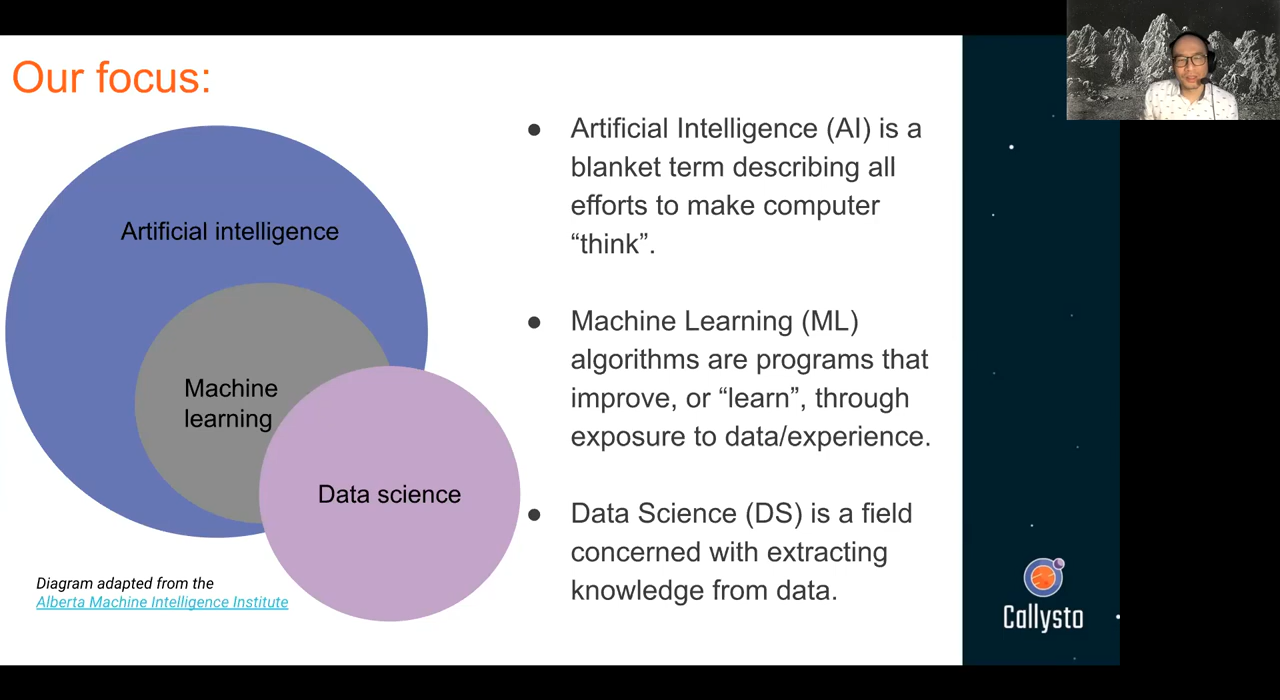 Our focus:
Artificial intelligence
Machine
learning
Data science
Diagram adapted from the
Alberta Machine Intelligence Institute
● Artificial Intelligence (AI) is a
blanket term describing all
efforts to make computer
“think”.
● Machine Learning (ML)
algorithms are programs that
improve, or “learn”, through
exposure to data/experience.
● Data Science (DS) is a field
concerned with extracting
knowledge from data.
Callysto